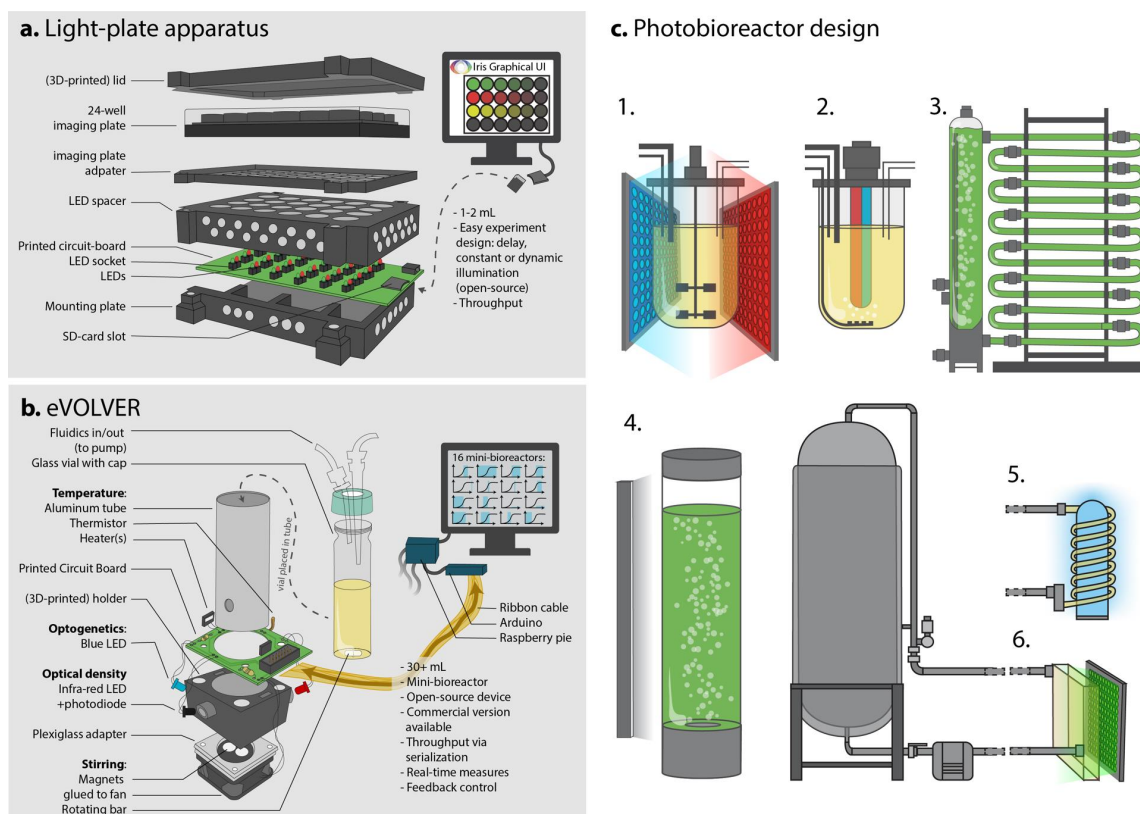 a. Light-plate apparatus
(3D-printed) lid
24-well
imaging plate
imaging plate
adpater
LED spacer
Printed circuit-board
LED socket
LEDs
Mounting plate
SD-card slot
Iris Graphical UI
- 1-2 mL
- Easy experiment
design: delay,
constant or dynamic
illumination
(open-source)
- Throughput
b. eVOLVER
Fluidics in/out
(to pump)
Glass vial with cap
Temperature:
Aluminum tube
Thermistor
Heater(s)
Printed Circuit Board
(3D-printed) holder
Optogenetics:
Blue LED
Optical density
Infra-red LED
+photodiode
Plexiglass adapter
Stirring:
Magnets
glued to fan
Rotating bar
vial placed in tube
16 mini-bioreactors:
Ribbon cable
Arduino
Raspberry pie
- 30+ mL
- Mini-bioreactor
- Open-source device
- Commercial version
available
- Throughput via
serialization
- Real-time measures
- Feedback control
c. Photobioreactor design
1.
2.
3.
4.
5.
6.